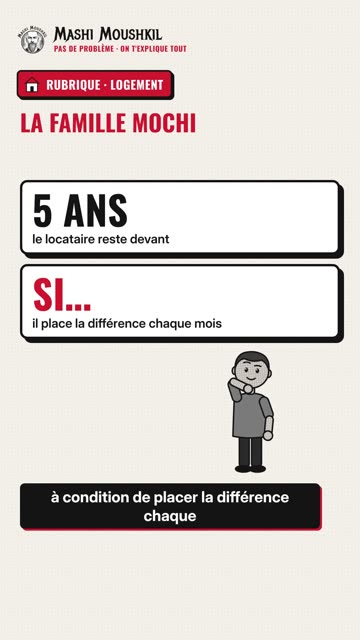 MASHI MOUSHKIL
MASHI MOUSHKIL
PAS DE PROBLÈME · ON T'EXPLIQUE TOUT
RUBRIQUE · LOGEMENT
LA FAMILLE MOCHI
5 ANS
le locataire reste devant
SI...
il place la différence chaque mois
à condition de placer la différence
chaque